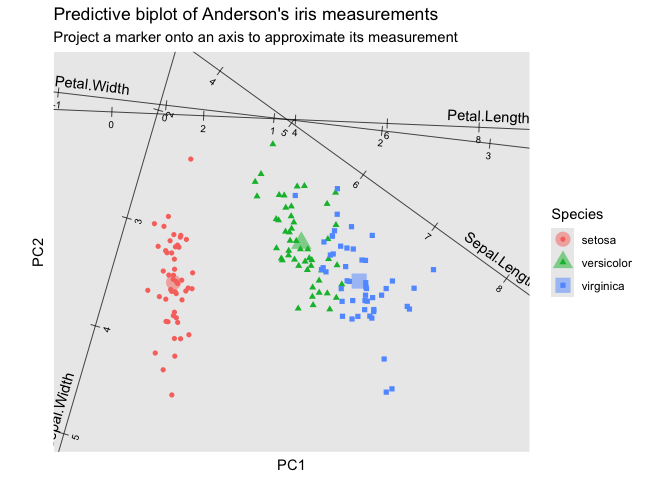 Predictive biplot of Anderson's iris measurements
Project a marker onto an axis to approximate its measurement
4
Petal.Width
-1
0
0
2
2
1
5
4
6
2
8
3
Petal.Length
3
6
7
Sepal.Lengt
8
4
pal.Width
5
PC2
PC1
Species
setosa
versicolor
virginica